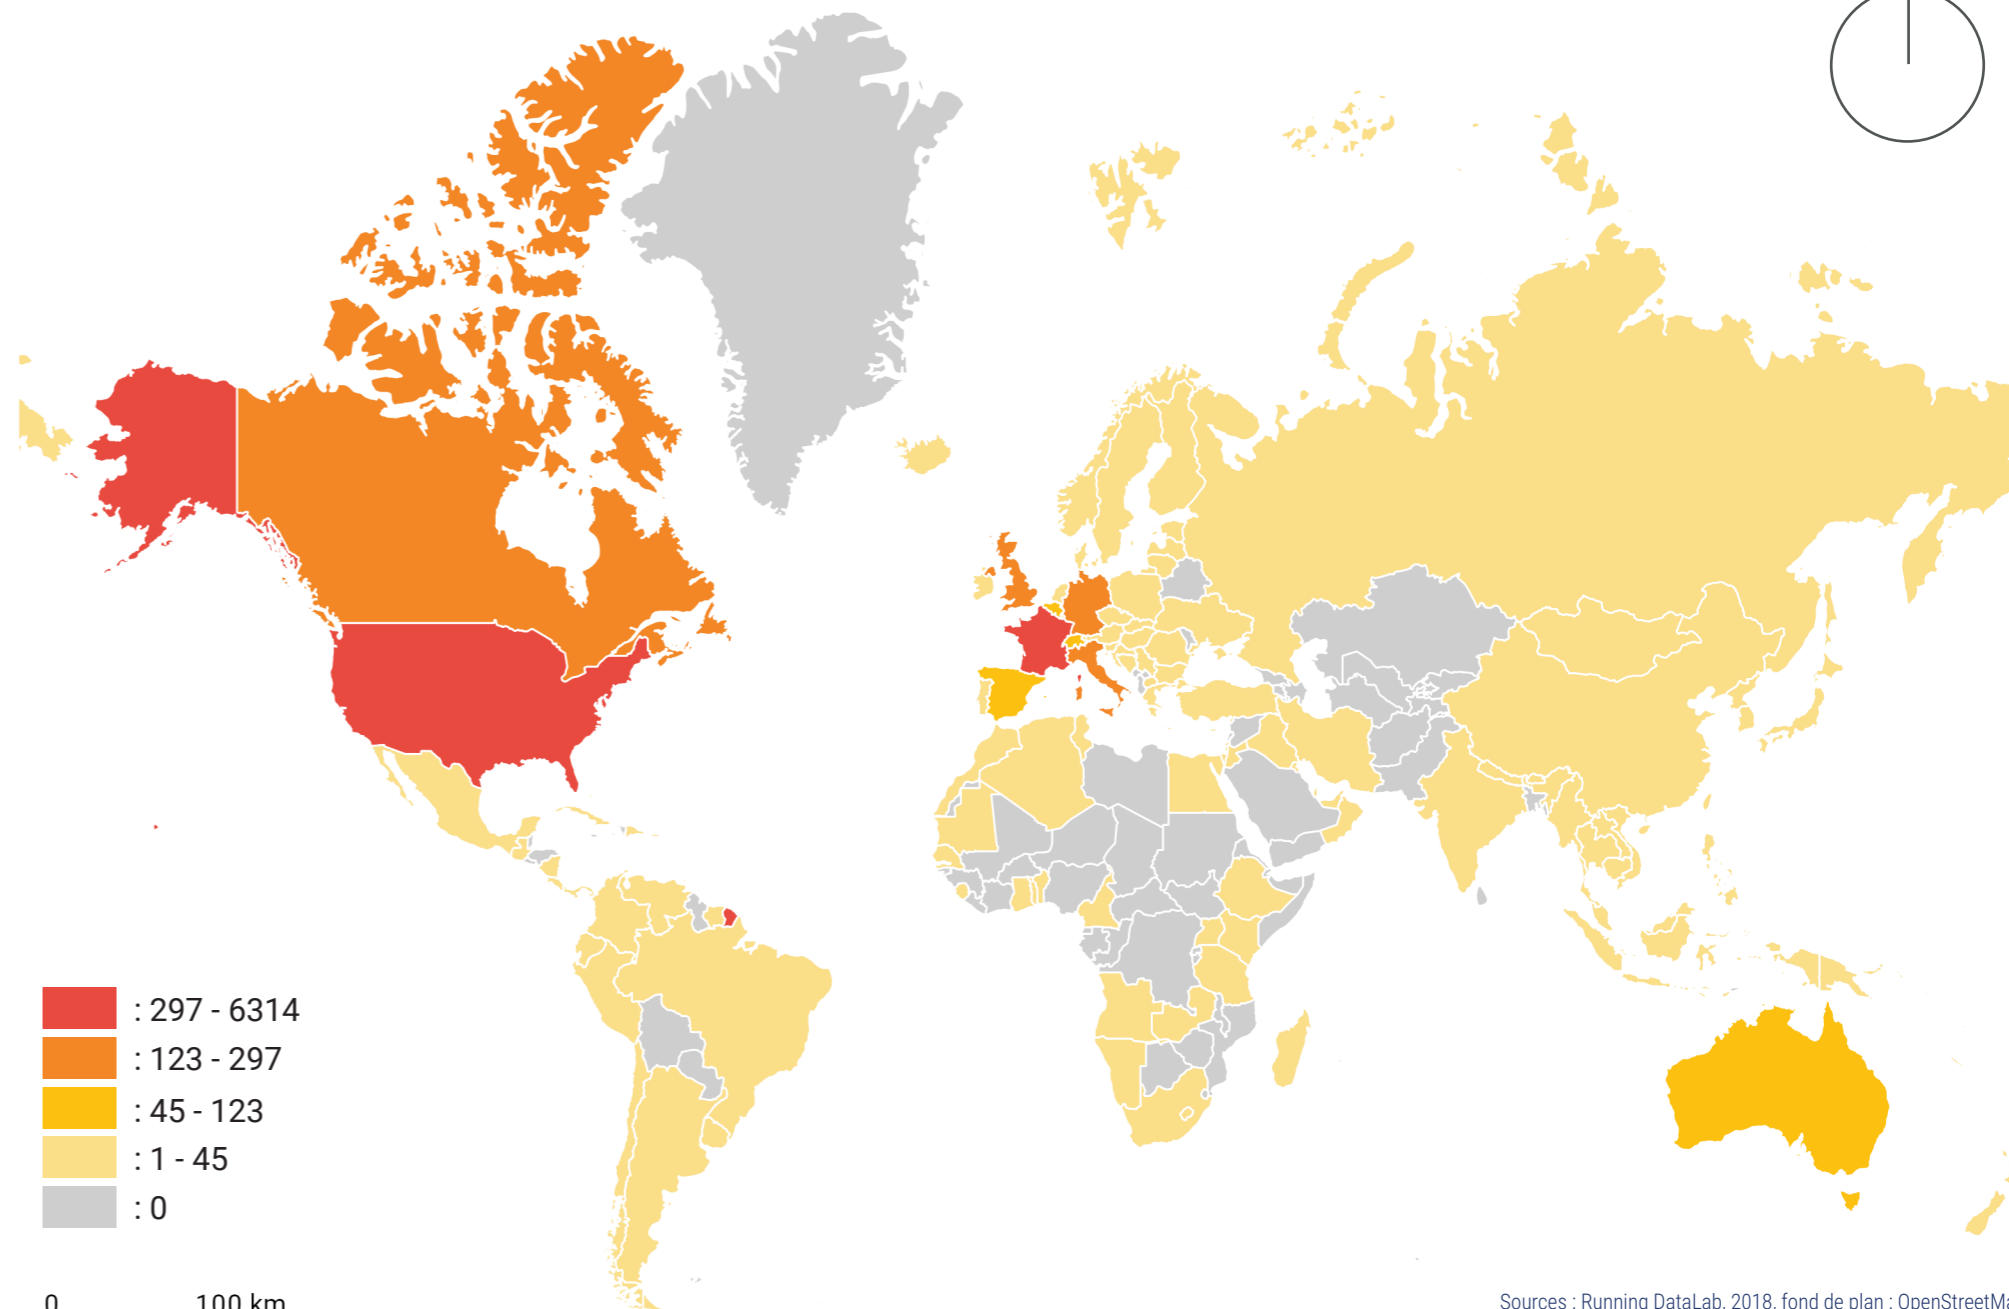 : 297 - 6314
: 123 - 297
: 45 - 123
: 1 - 45
: 0
0 100 km
Sources : Running DataLab, 2018, fond de plan :